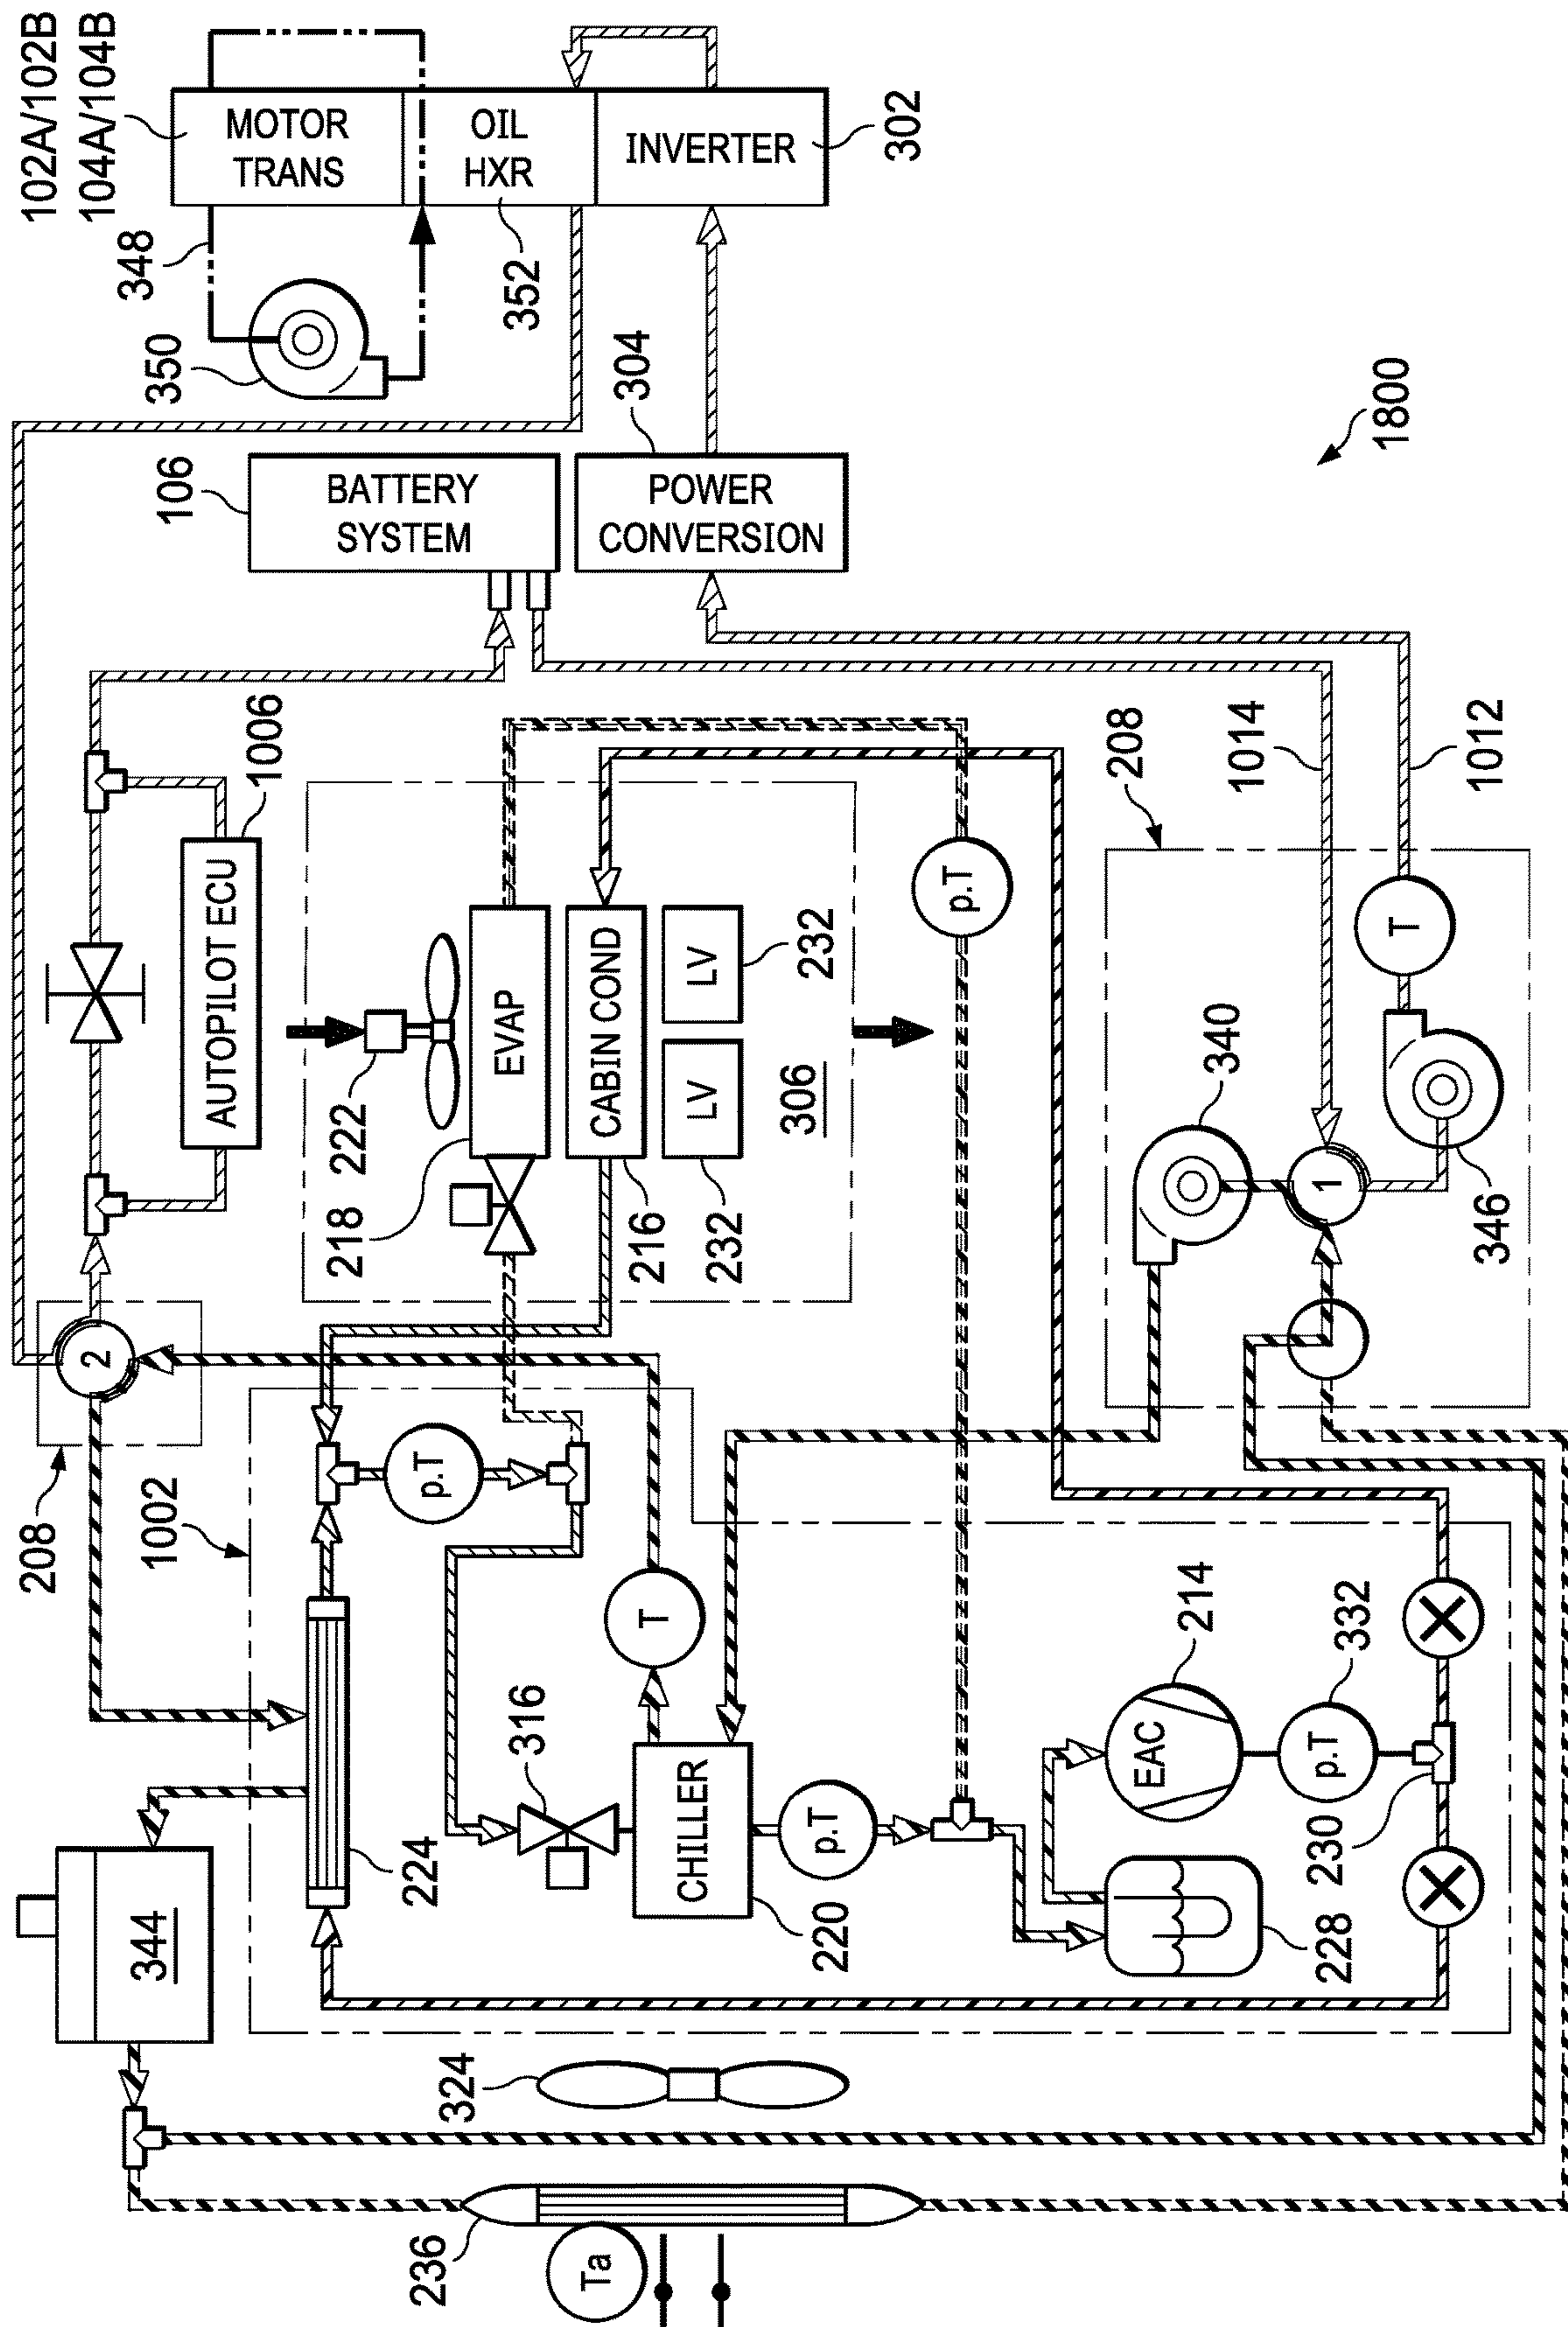 102A/102B
104A/104B
MOTOR
TRANS
OIL
HXR
INVERTER
302
348
350
352
304
106
BATTERY
SYSTEM
POWER
CONVERSION
1800
1006
AUTOPILOT ECU
222
218
EVAP
CABIN COND
216
LV
232
LV
232
306
p.T
208
1014
1012
T
340
1
346
2
208
1002
p.T
T
316
CHILLER
220
p.T
224
344
EAC
214
p.T
332
230
228
324
236
Ta